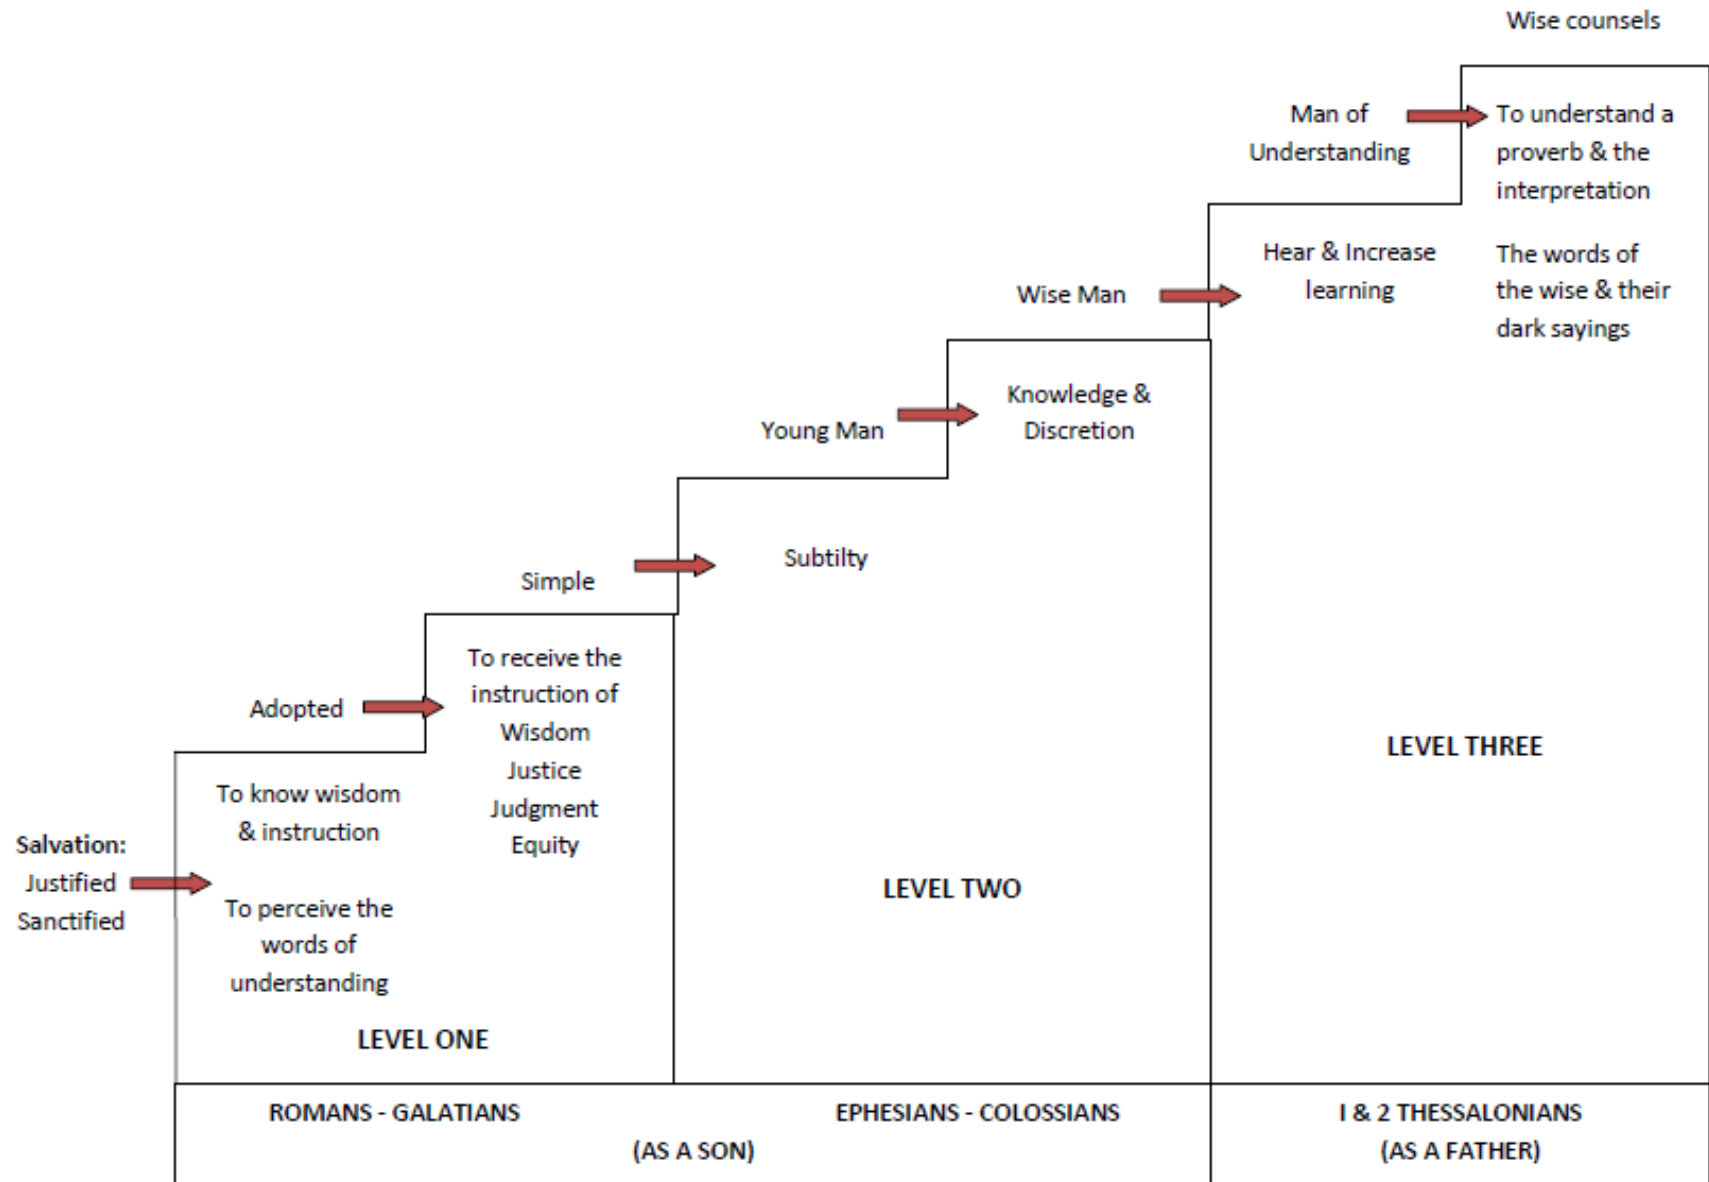 Wise counsels
Man of
Understanding
To understand a
proverb & the
interpretation
The words of
the wise & their
dark sayings
Hear & Increase
learning
Wise Man
Knowledge &
Discretion
Young Man
Subtilty
Simple
To receive the
instruction of
Wisdom
Justice
Judgment
Equity
Adopted
To know wisdom
& instruction
To perceive the
words of
understanding
Salvation:
Justified
Sanctified
LEVEL ONE
LEVEL TWO
LEVEL THREE
ROMANS - GALATIANS
EPHESIANS - COLOSSIANS
(AS A SON)
I & 2 THESSALONIANS
(AS A FATHER)